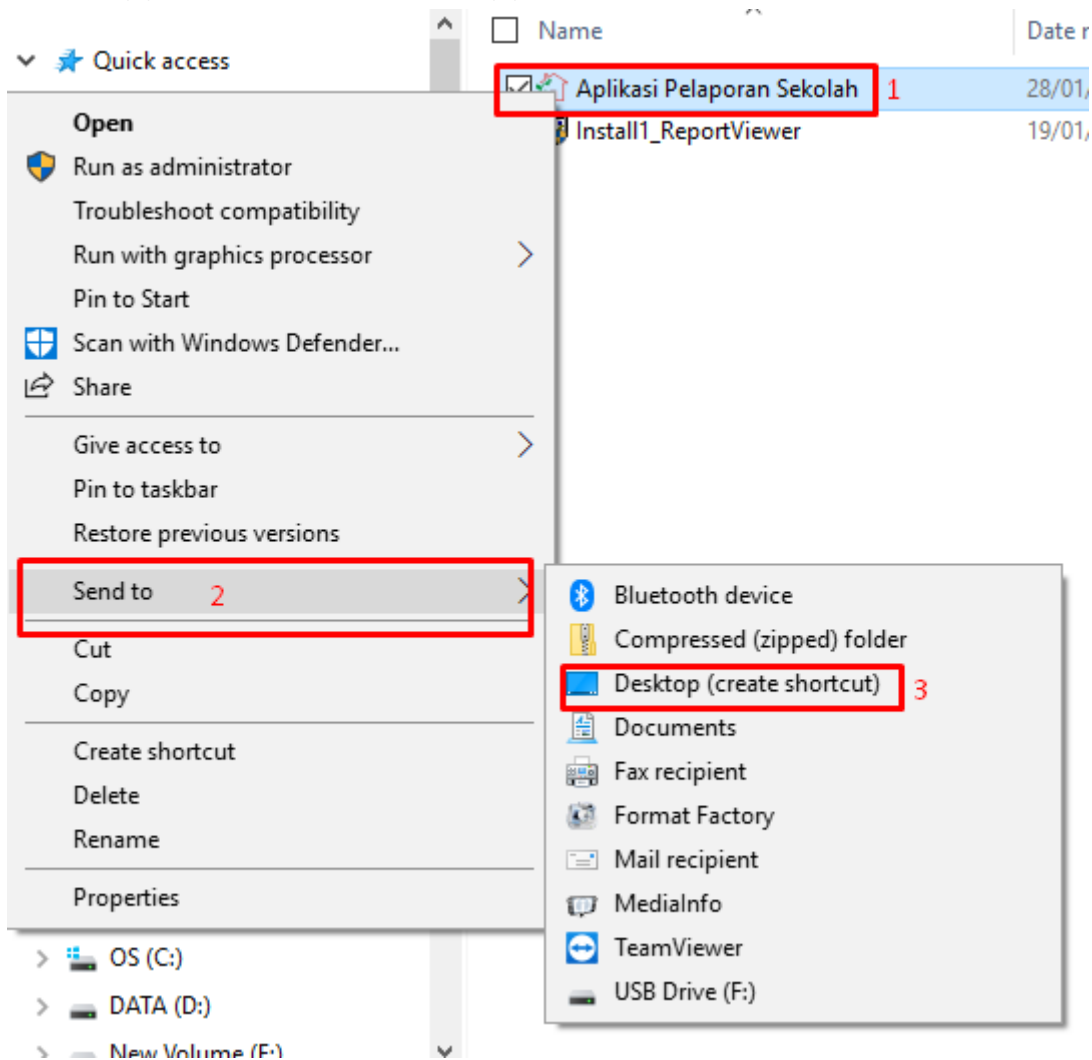 Quick access
Name
Date
Aplikasi Pelaporan Sekolah 1
28/01/
Install1_ReportViewer
19/01/
Open
Run as administrator
Troubleshoot compatibility
Run with graphics processor
Pin to Start
Scan with Windows Defender...
Share
Give access to
Pin to taskbar
Restore previous versions
Send to 2
Cut
Copy
Create shortcut
Delete
Rename
Properties
Bluetooth device
Compressed (zipped) folder
Desktop (create shortcut) 3
Documents
Fax recipient
Format Factory
Mail recipient
MediaInfo
TeamViewer
USB Drive (F:)
OS (C:)
DATA (D:)
New Volume (E:)